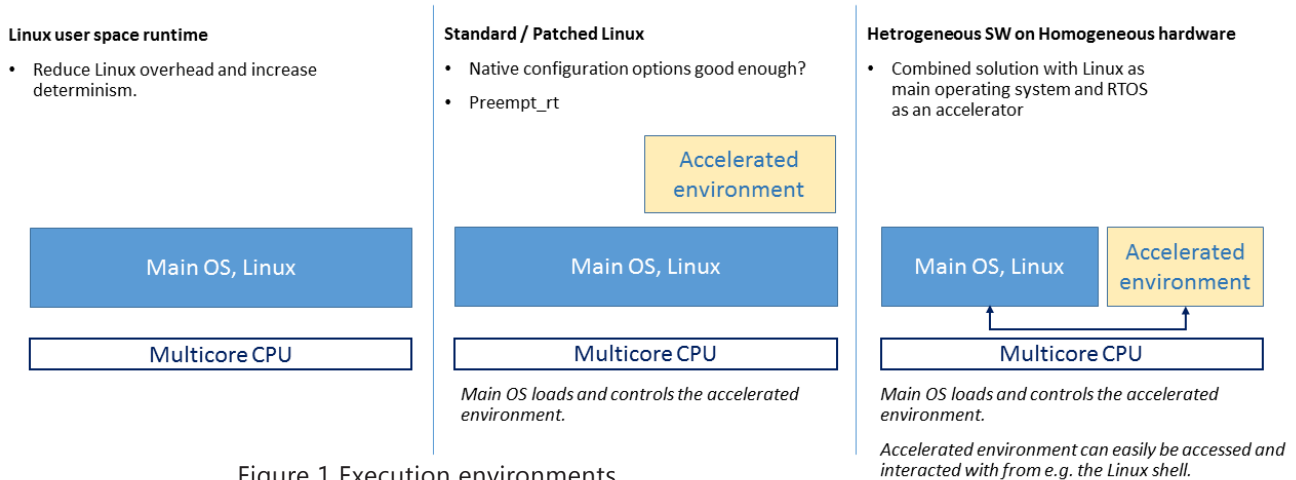 Linux user space runtime
• Reduce Linux overhead and increase
determinism.
Main OS, Linux
Multicore CPU
Standard / Patched Linux
• Native configuration options good enough?
• Preempt_rt
Accelerated
environment
Main OS, Linux
Multicore CPU
Main OS loads and controls the accelerated
environment.
Hetrogeneous SW on Homogeneous hardware
• Combined solution with Linux as
main operating system and RTOS
as an accelerator
Main OS, Linux
Accelerated
environment
Multicore CPU
Main OS loads and controls the accelerated
environment.
Accelerated environment can easily be accessed and
interacted with from e.g. the Linux shell.
Figure 1 Execution environments